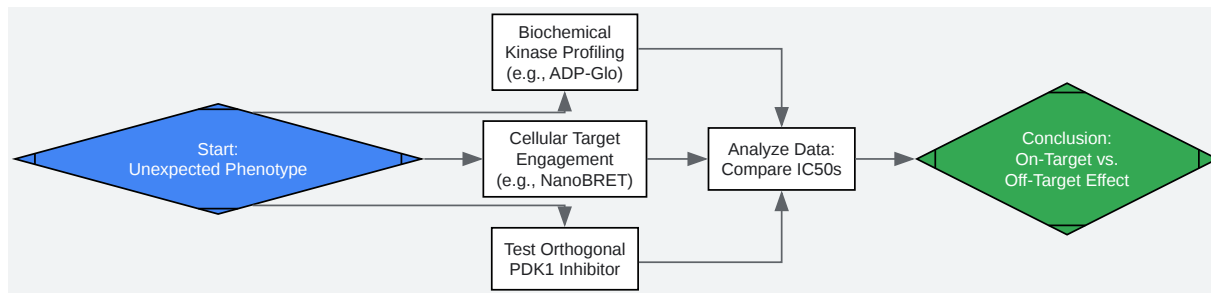 Start:
Unexpected Phenotype
Biochemical
Kinase Profiling
(e.g., ADP-Glo)
Cellular Target
Engagement
(e.g., NanoBRET)
Test Orthogonal
PDK1 Inhibitor
Analyze Data:
Compare IC50s
Conclusion:
On-Target vs.
Off-Target Effect